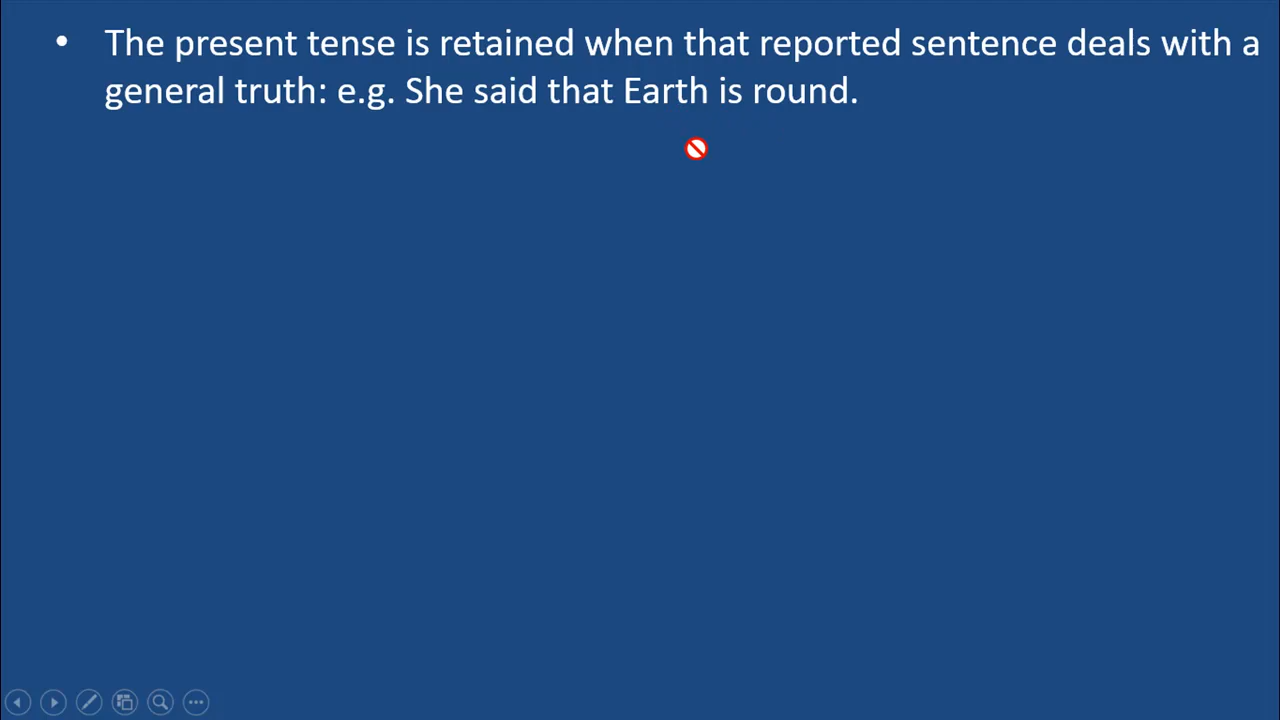 • The present tense is retained when that reported sentence deals with a
general truth: e.g. She said that Earth is round.